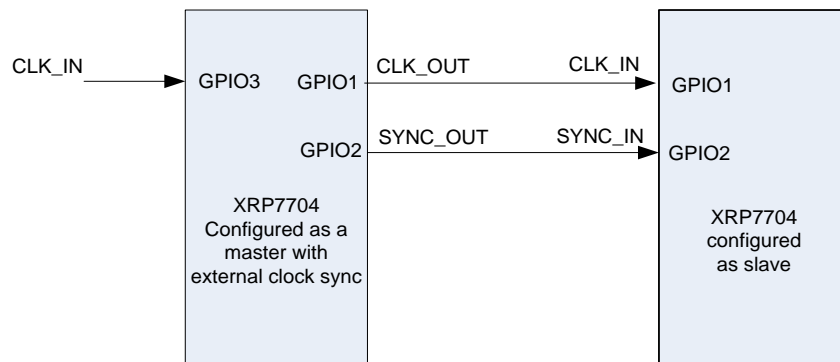 CLK_IN
GPIO3
GPIO1
CLK_OUT
CLK_IN
GPIO1
GPIO2
SYNC_OUT
SYNC_IN
GPIO2
XRP7704
Configured as a
master with
external clock sync
XRP7704
configured
as slave